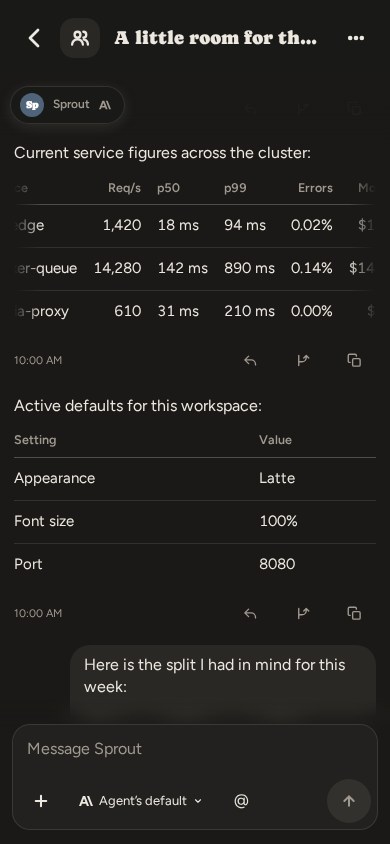 A little room for th...
Sp Sprout
Current service figures across the cluster:
Req/s p50 p99 Errors
1,420 18 ms 94 ms 0.02%
er-queue 14,280 142 ms 890 ms 0.14% $14
610 31 ms 210 ms 0.00% $
10:00 AM
Active defaults for this workspace:
Setting Value
Appearance Latte
Font size 100%
Port 8080
10:00 AM
Here is the split I had in mind for this
week:
Message Sprout
Agent's default
@